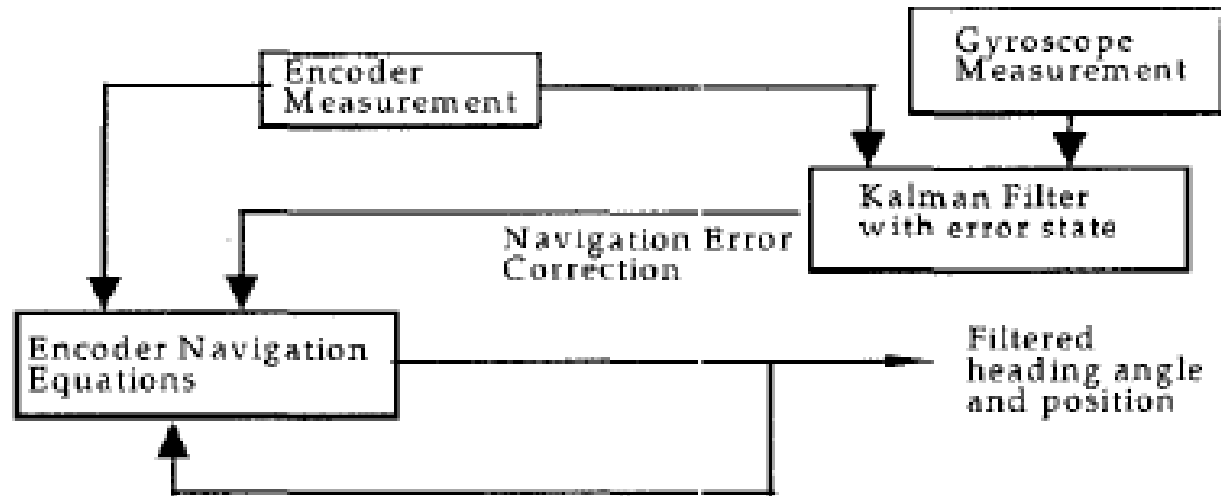 Encoder
Measurement
Gyroscope
Measurement
Kalman Filter
with error state
Navigation Error
Correction
Encoder Navigation
Equations
Filtered
heading angle
and position